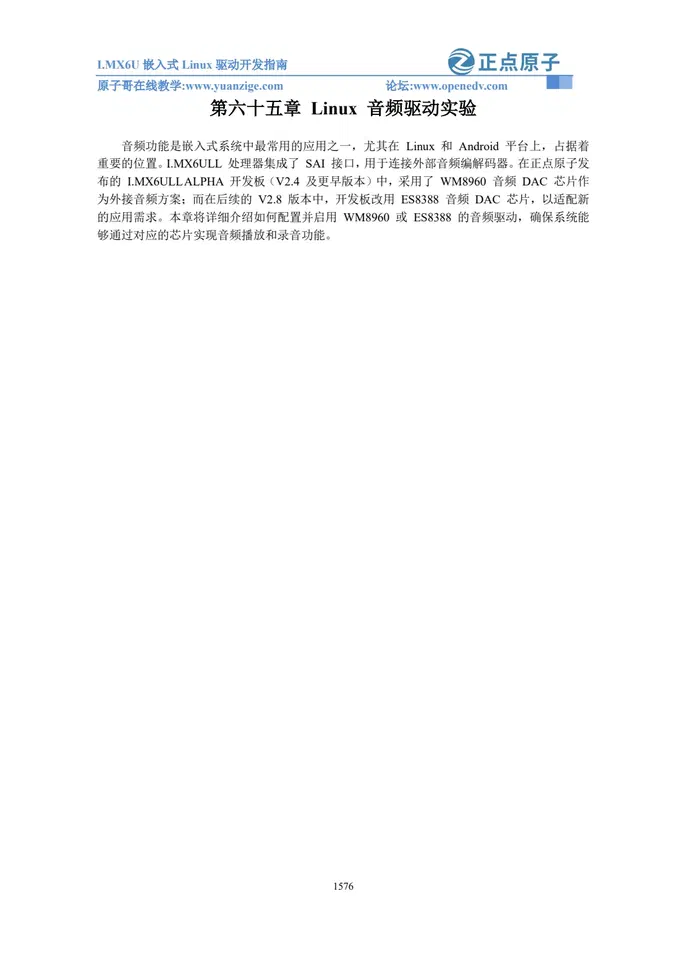 I.MX6U 嵌入式 Linux 驱动开发指南
正点原子
原子哥在线教学:www.yuanzige.com 论坛:www.openedv.com
第六十五章 Linux 音频驱动实验
音频功能是嵌入式系统中最常用的应用之一，尤其在 Linux 和 Android 平台上，占据着
重要的位置。I.MX6ULL 处理器集成了 SAI 接口，用于连接外部音频编解码器。在正点原子发
布的 I.MX6ULL ALPHA 开发板（V2.4 及更早版本）中，采用了 WM8960 音频 DAC 芯片作
为外接音频方案；而在后续的 V2.8 版本中，开发板改用 ES8388 音频 DAC 芯片，以适配新
的应用需求。本章将详细介绍如何配置并启用 WM8960 或 ES8388 的音频驱动，确保系统能
够通过对应的芯片实现音频播放和录音功能。
1576